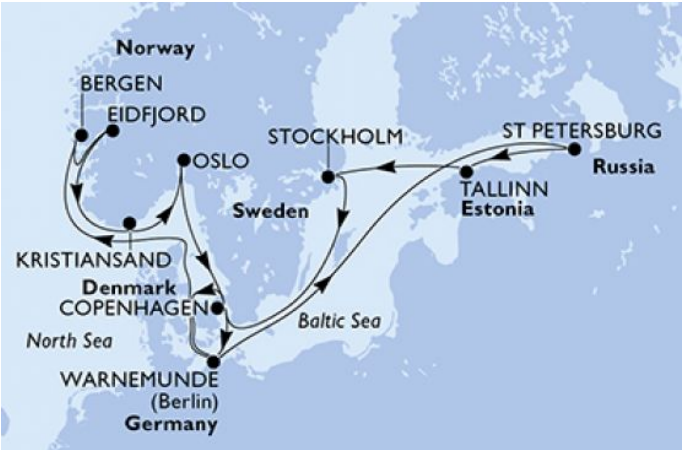 Norway
BERGEN
EIDFJORD
ST PETERSBURG
STOCKHOLM
OSLO
Russia
TALLINN
Estonia
Sweden
KRISTIANSAND
Denmark
COPENHAGEN
Baltic Sea
North Sea
WARNEMUNDE
(Berlin)
Germany